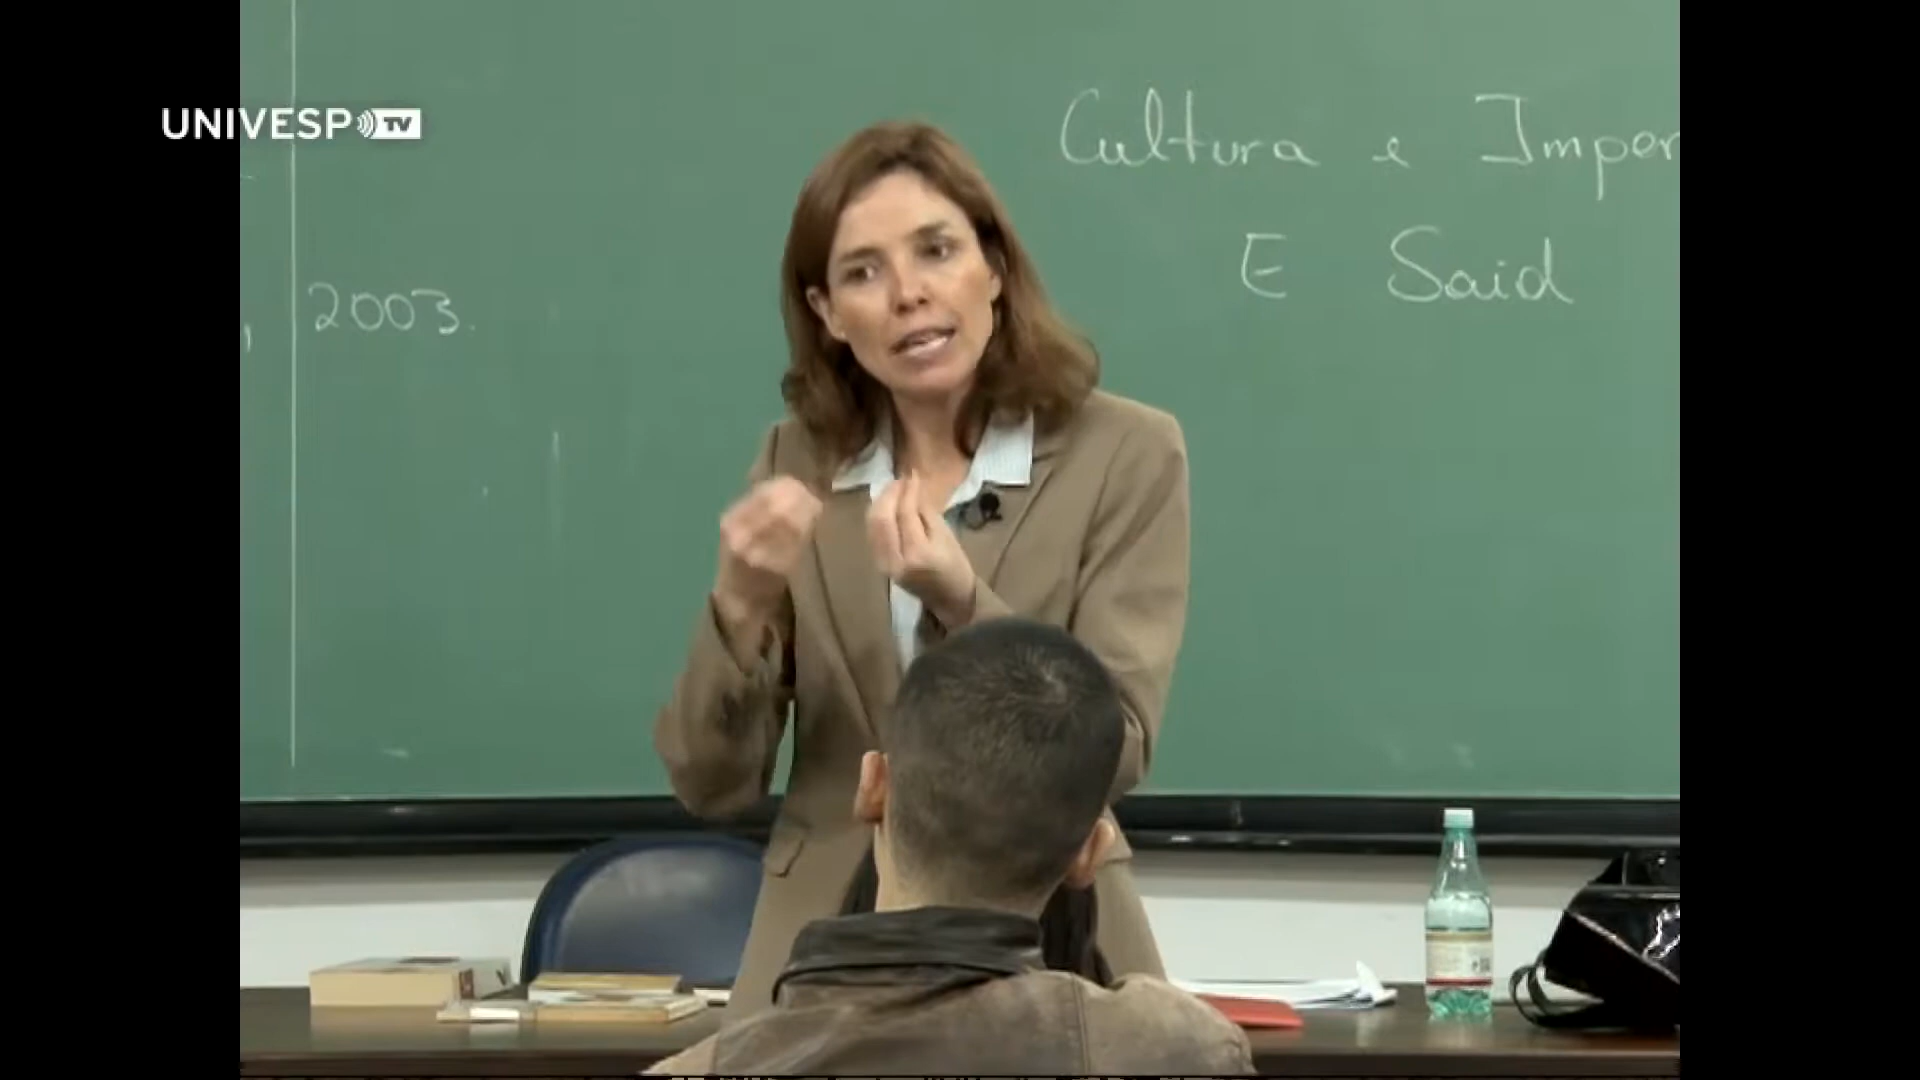 UNIVESP TV
Cultura e Imper
E Said
, 2003.